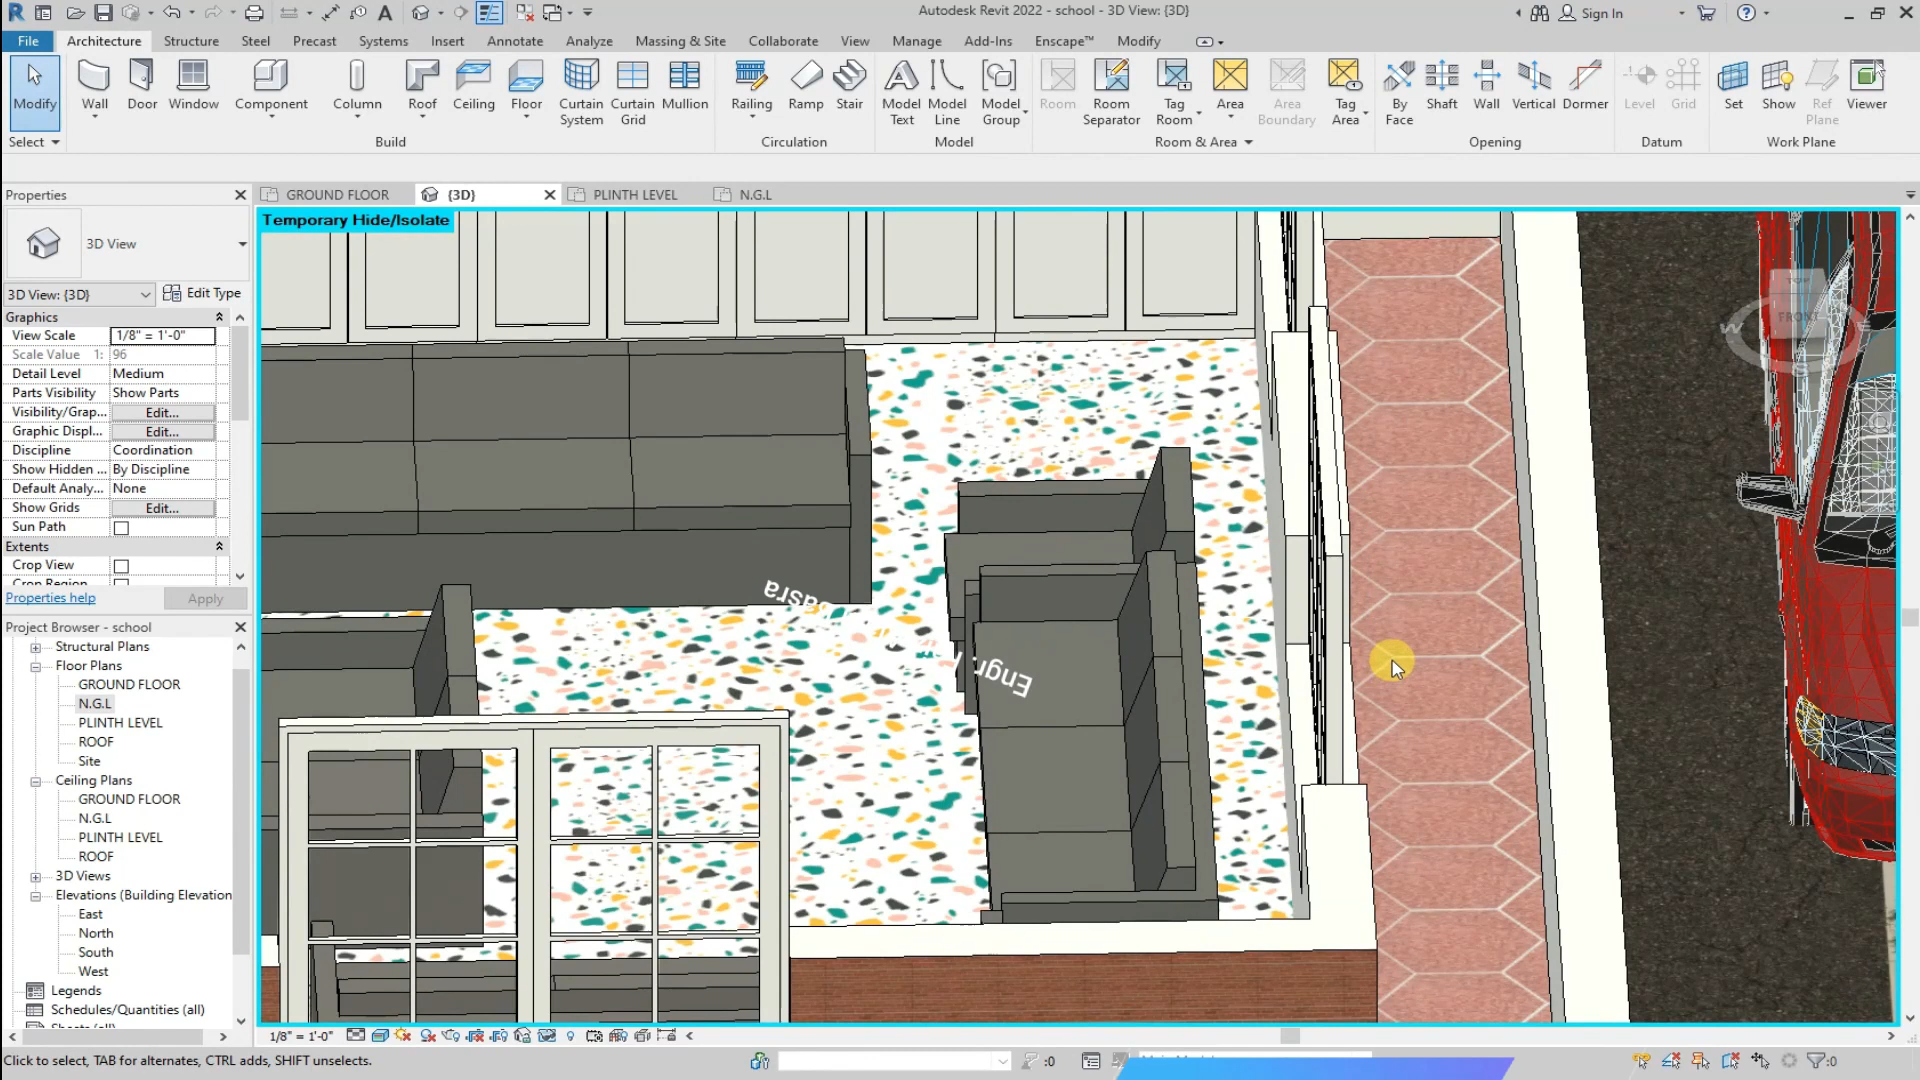 Autodesk Revit 2022 - school - 3D View: {3D}
Sign In
File Architecture Structure Steel Precast Systems Insert Annotate Analyze Massing & Site Collaborate View Manage Add-Ins Enscape™ Modify
Modify Wall Door Window Component Column Roof Ceiling Floor Curtain System Curtain Grid Mullion Railing Ramp Stair Model Text Model Line Model Group Room Room Separator Tag Room Area Area Boundary Tag Area By Face Shaft Wall Vertical Dormer Level Grid Set Show Ref Plane Viewer
Select Build Circulation Model Room & Area Opening Datum Work Plane
Properties
GROUND FLOOR {3D} PLINTH LEVEL N.G.L
Temporary Hide/Isolate
3D View
3D View: {3D} Edit Type
Graphics
View Scale 1/8" = 1'-0"
Scale Value 1: 96
Detail Level Medium
Parts Visibility Show Parts
Visibility/Grap... Edit...
Graphic Displ... Edit...
Discipline Coordination
Show Hidden ... By Discipline
Default Analy... None
Show Grids Edit...
Sun Path
Extents
Crop View
Crop Region
Properties help Apply
Project Browser - school
Structural Plans
Floor Plans
GROUND FLOOR
N.G.L
PLINTH LEVEL
ROOF
Site
Ceiling Plans
GROUND FLOOR
N.G.L
PLINTH LEVEL
ROOF
3D Views
Elevations (Building Elevation
East
North
South
West
Legends
Schedules/Quantities (all)
Sheets (all)
TOP
FRONT
W
E
S
Engr.
1/8" = 1'-0"
Click to select, TAB for alternates, CTRL adds, SHIFT unselects.
:0
:0